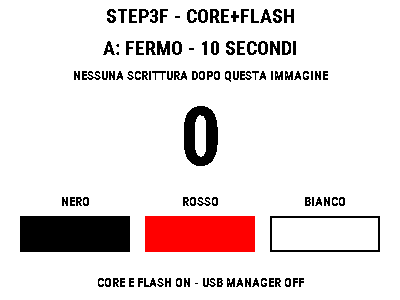 STEP3F - CORE+FLASH
A: FERMO - 10 SECONDI
NESSUNA SCRITTURA DOPO QUESTA IMMAGINE
0
NERO ROSSO BIANCO
CORE E FLASH ON - USB MANAGER OFF